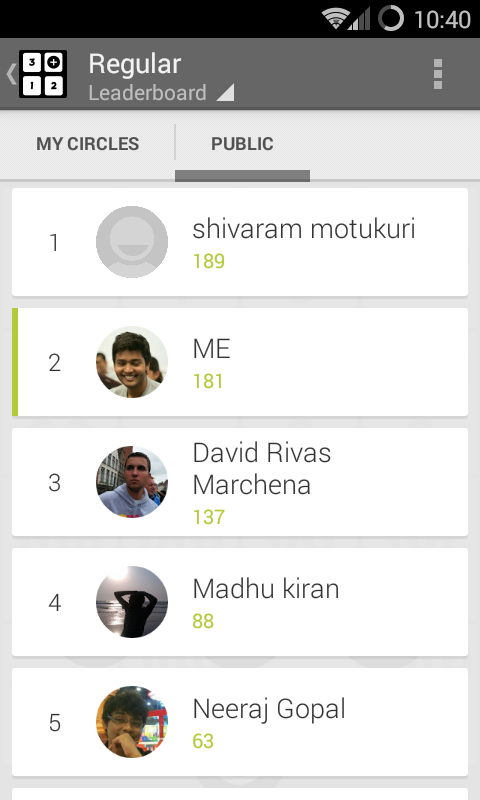 10:40
3
1 2
Regular
Leaderboard
MY CIRCLES
PUBLIC
1
shivaram motukuri
189
2
ME
181
3
David Rivas
Marchena
137
4
Madhu kiran
88
5
Neeraj Gopal
63